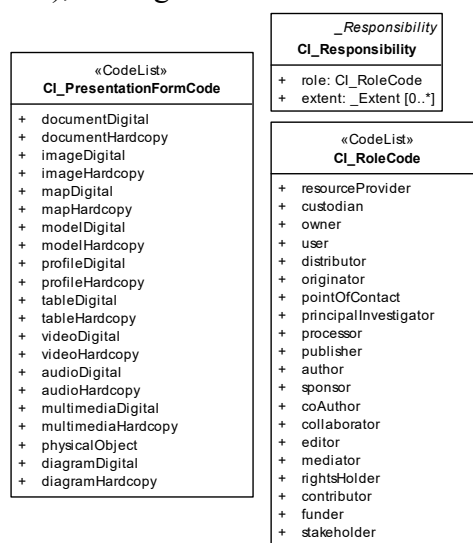 «CodeList»
CI_PresentationFormCode
+ documentDigital
+ documentHardcopy
+ imageDigital
+ imageHardcopy
+ mapDigital
+ mapHardcopy
+ modelDigital
+ modelHardcopy
+ profileDigital
+ profileHardcopy
+ tableDigital
+ tableHardcopy
+ videoDigital
+ videoHardcopy
+ audioDigital
+ audioHardcopy
+ multimediaDigital
+ multimediaHardcopy
+ physicalObject
+ diagramDigital
+ diagramHardcopy
_Responsibility
CI_Responsibility
+ role: CI_RoleCode
+ extent: _Extent [0..*]
«CodeList»
CI_RoleCode
+ resourceProvider
+ custodian
+ owner
+ user
+ distributor
+ originator
+ pointOfContact
+ principalInvestigator
+ processor
+ publisher
+ author
+ sponsor
+ coAuthor
+ collaborator
+ editor
+ mediator
+ rightsHolder
+ contributor
+ funder
+ stakeholder